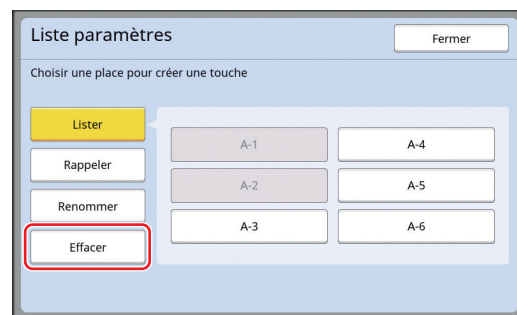 Liste paramètres
Fermer
Choisir une place pour créer une touche
Lister
Rappeler
Renommer
Effacer
A-1
A-4
A-2
A-5
A-3
A-6